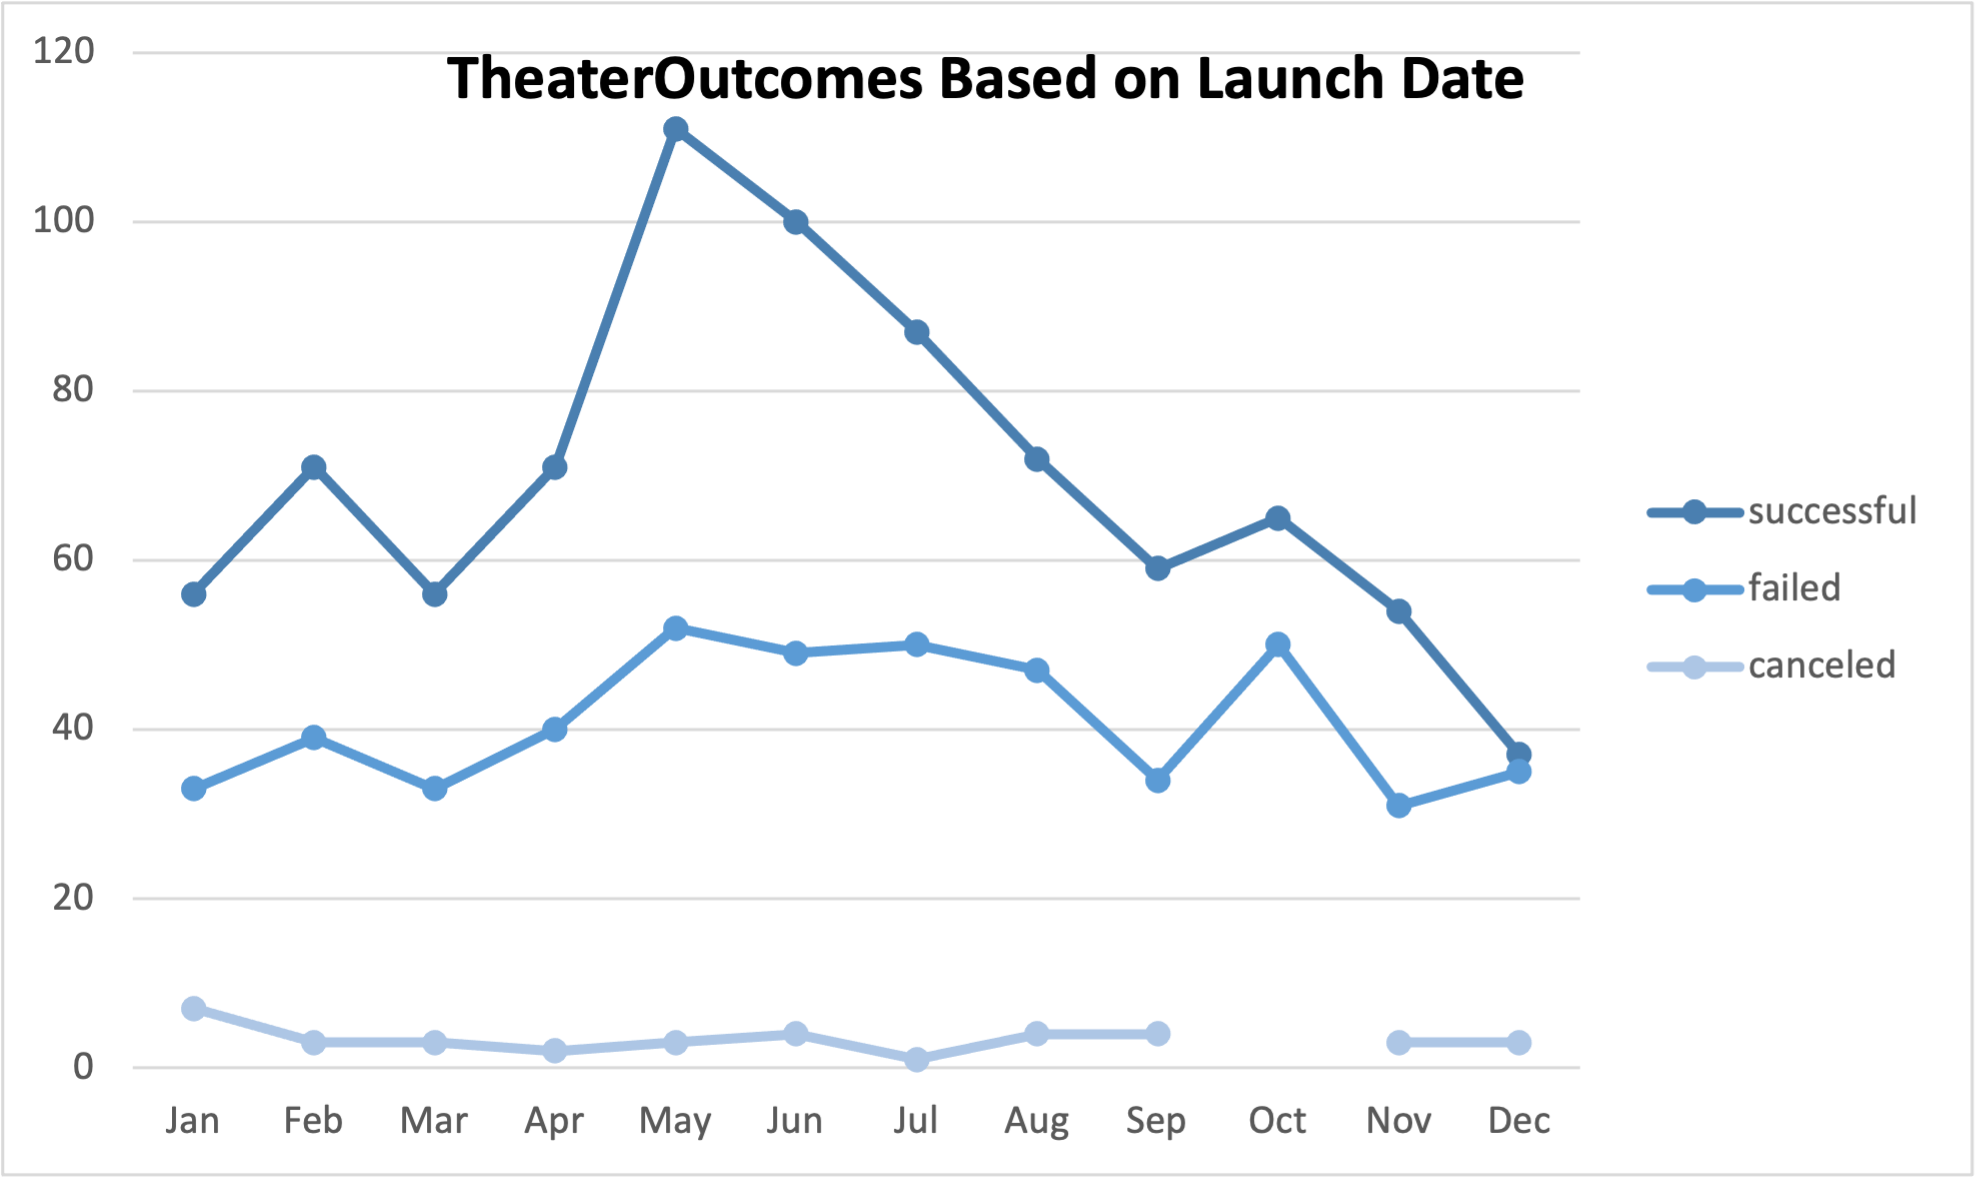 TheaterOutcomes Based on Launch Date
120
100
80
60
40
20
0
Jan Feb Mar Apr May Jun Jul Aug Sep Oct Nov Dec
successful
failed
canceled